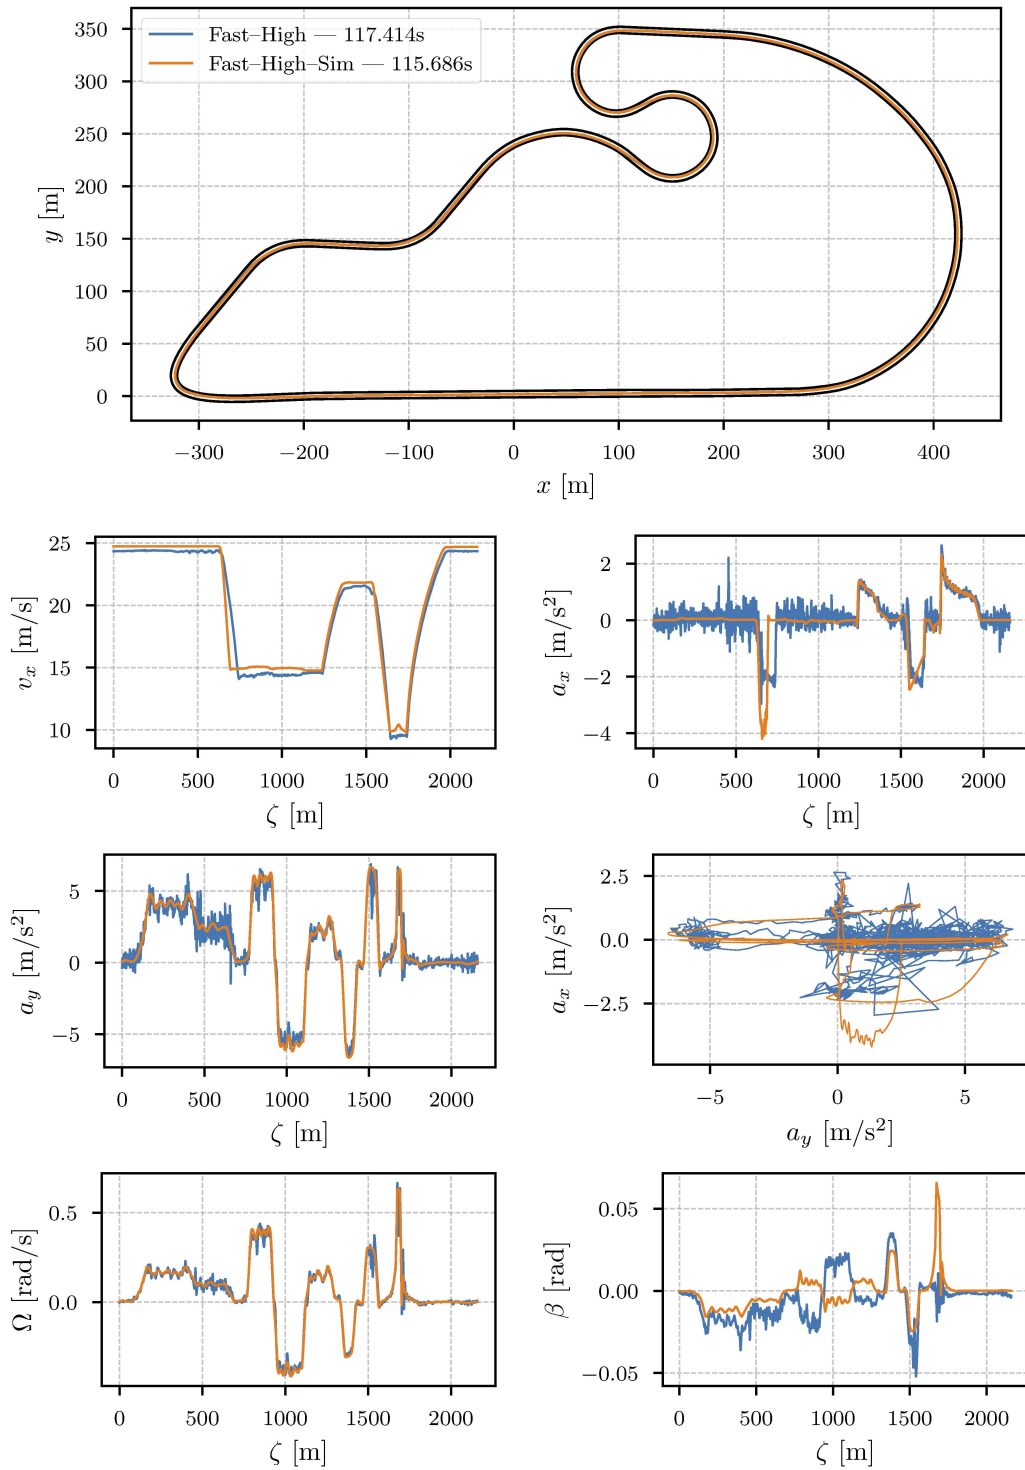 Fast–High — 117.414s
Fast–High–Sim — 115.686s
350
300
250
200
150
100
50
0
y [m]
−300 −200 −100 0 100 200 300 400
x [m]
25
20
15
10
v_x [m/s]
0 500 1000 1500 2000
ζ [m]
2
0
−2
−4
a_x [m/s²]
0 500 1000 1500 2000
ζ [m]
5
0
−5
a_y [m/s²]
0 500 1000 1500 2000
ζ [m]
2.5
0.0
−2.5
a_x [m/s²]
−5 0 5
a_y [m/s²]
0.5
0.0
Ω [rad/s]
0 500 1000 1500 2000
ζ [m]
0.05
0.00
−0.05
β [rad]
0 500 1000 1500 2000
ζ [m]